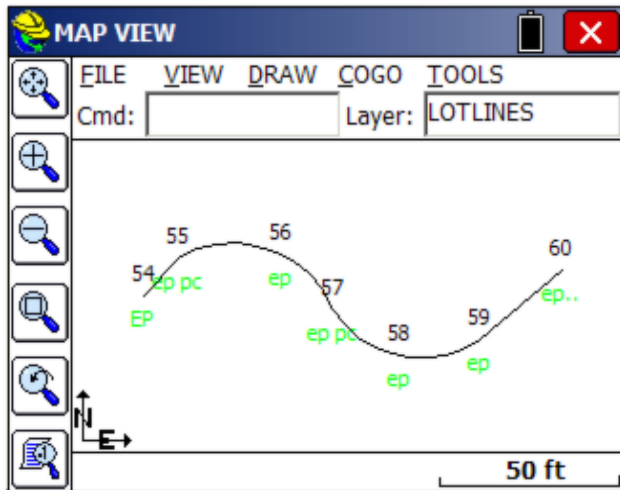 MAP VIEW
FILE VIEW DRAW COGO TOOLS
Cmd: Layer: LOTLINES
55 56 60
54 ep pc ep 57 ep..
EP ep pc 58 59
ep ep
N
E
50 ft